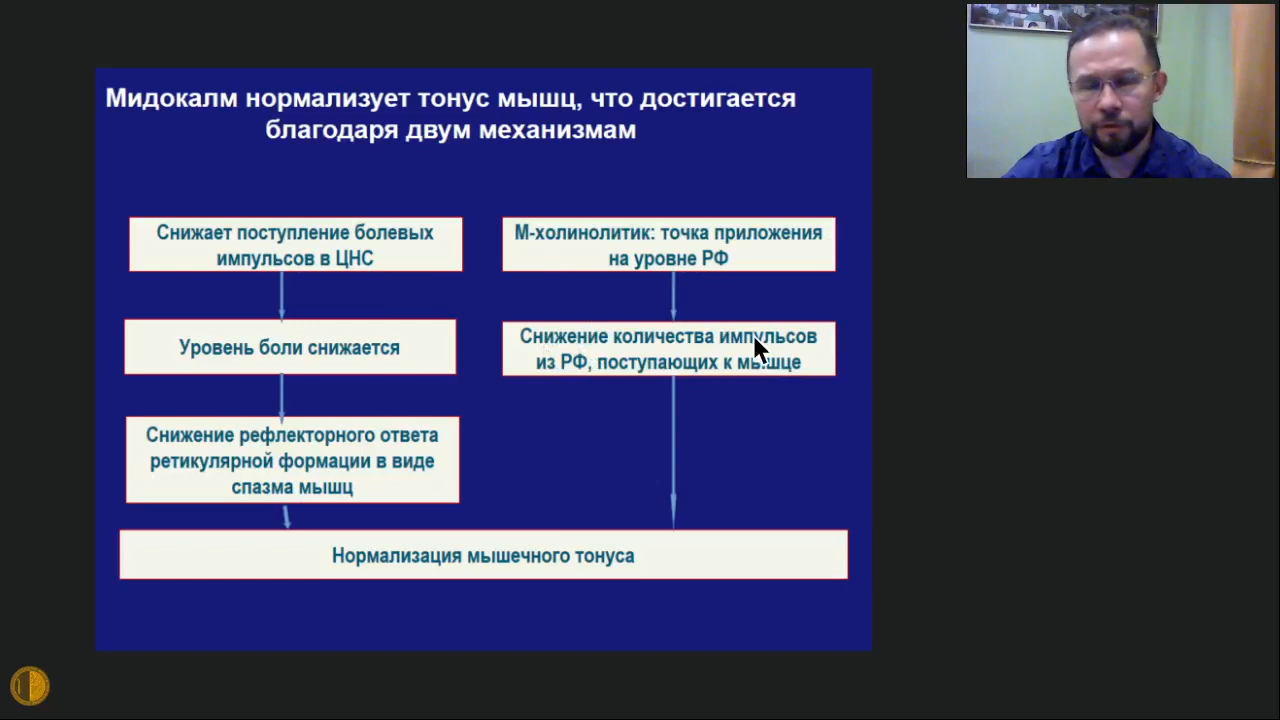 Мидокалм нормализует тонус мышц, что достигается
благодаря двум механизмам
Снижает поступление болевых
импульсов в ЦНС
Уровень боли снижается
Снижение рефлекторного ответа
ретикулярной формации в виде
спазма мышц
М-холинолитик: точка приложения
на уровне РФ
Снижение количества импульсов
из РФ, поступающих к мышце
Нормализация мышечного тонуса